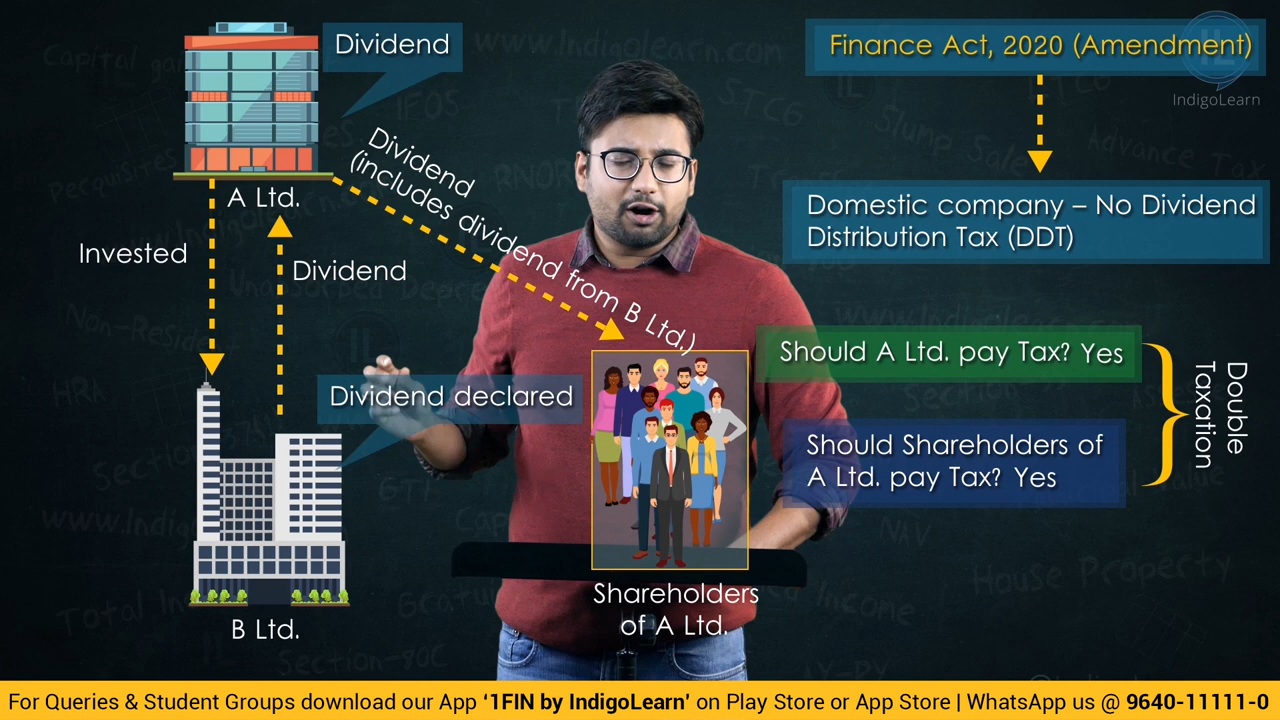 Dividend
Finance Act, 2020 (Amendment)
IndigoLearn
A Ltd.
Invested
Dividend
Dividend
(includes dividend from B Ltd.)
Domestic company – No Dividend
Distribution Tax (DDT)
Should A Ltd. pay Tax? Yes
Dividend declared
Should Shareholders of
A Ltd. pay Tax? Yes
Double
Taxation
B Ltd.
Shareholders
of A Ltd.
For Queries & Student Groups download our App ‘1FIN by IndigoLearn’ on Play Store or App Store | WhatsApp us @ 9640-11111-0